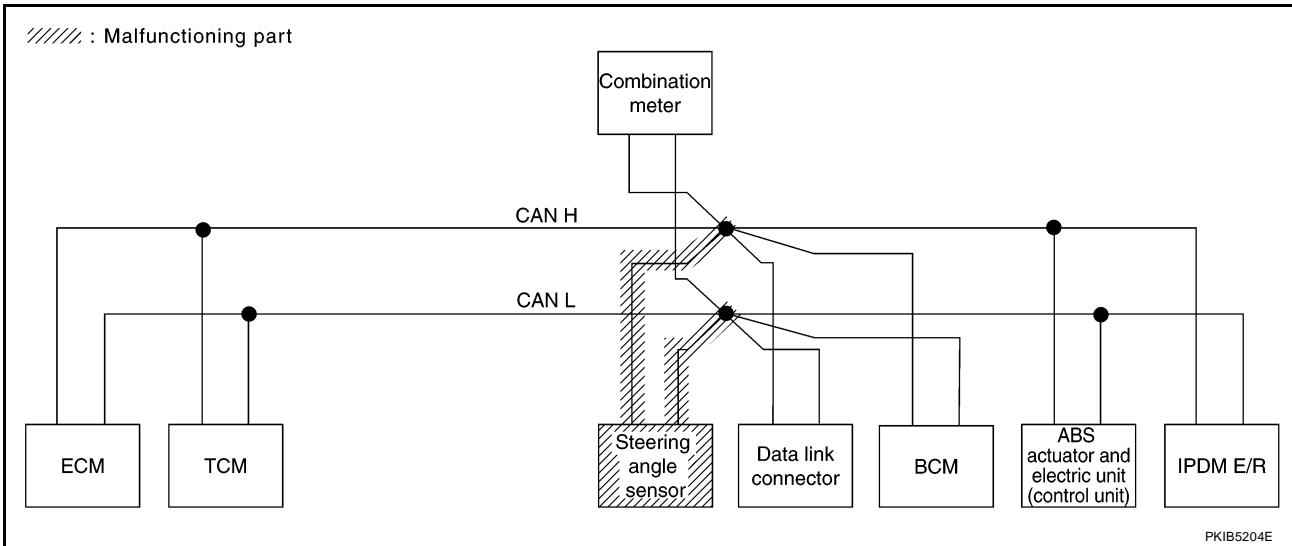 : Malfunctioning part
Combination
meter
CAN H
CAN L
ECM
TCM
Steering
angle
sensor
Data link
connector
BCM
ABS
actuator and
electric unit
(control unit)
IPDM E/R
PKIB5204E